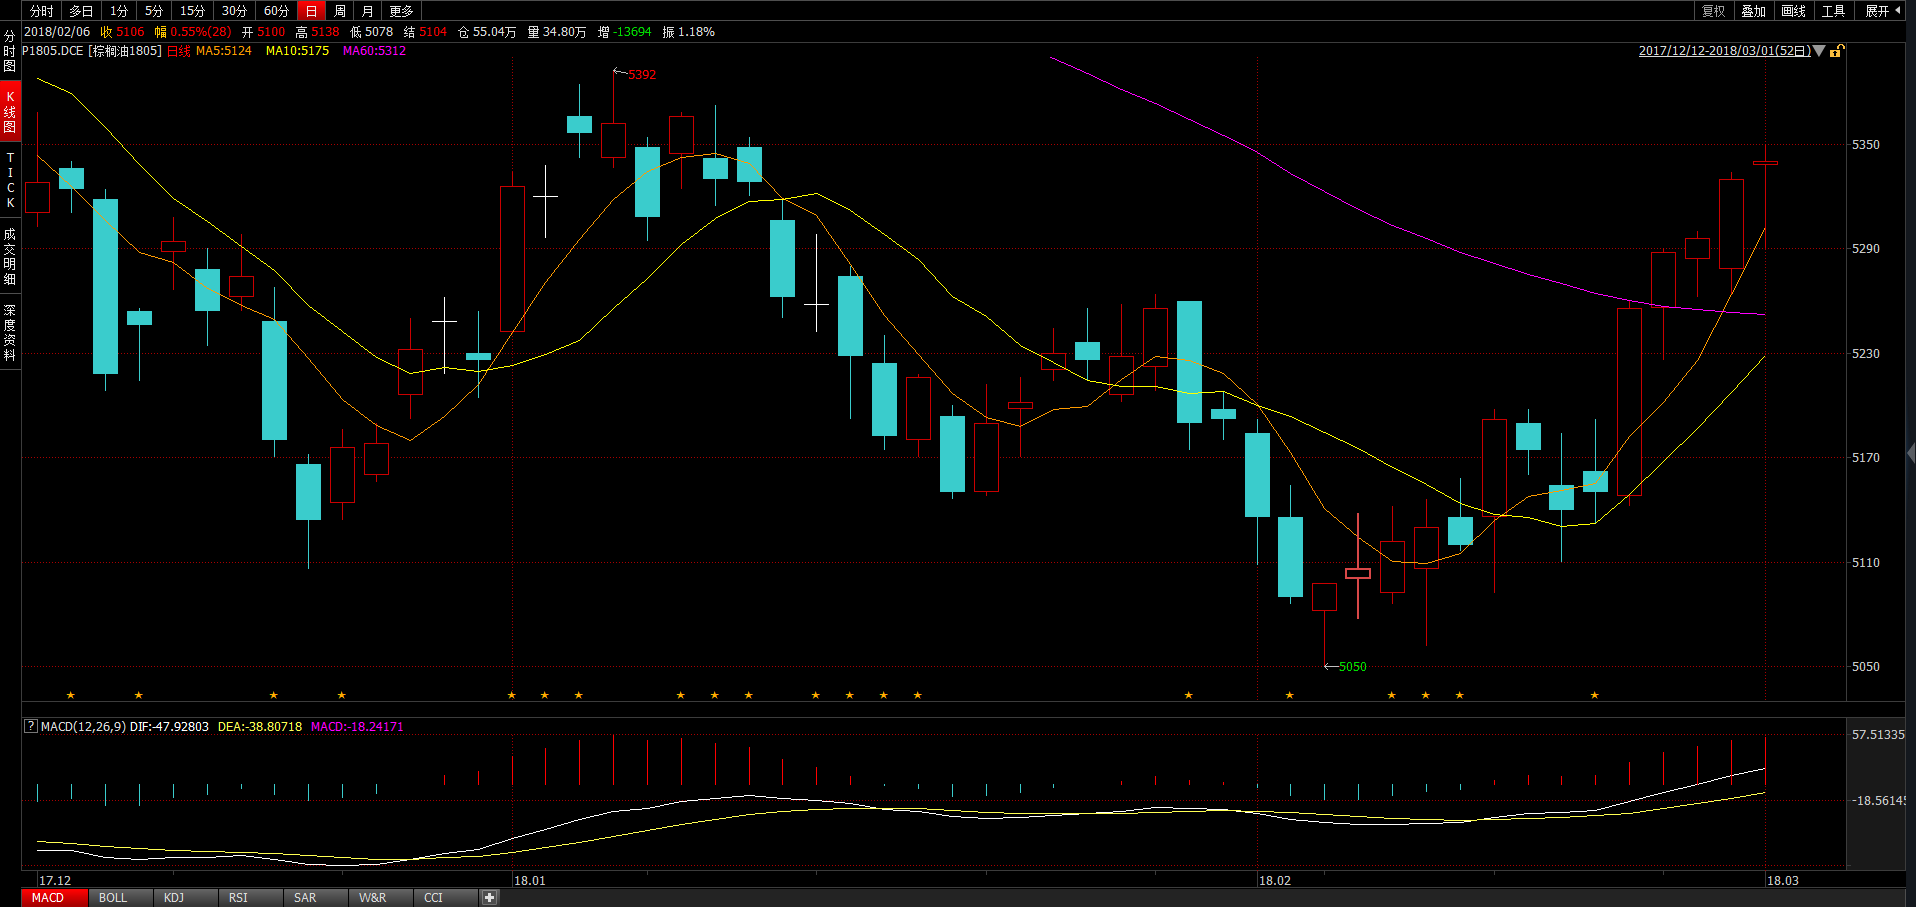 分时 多日 1分 5分 15分 30分 60分 日 周 月 更多 复权 叠加 画线 工具 展开
2018/02/06 收 5106 幅 0.55%(28) 开 5100 高 5138 低 5078 结 5104 仓 55.04万 量 34.80万 增 -13694 振 1.18%
P1805.DCE [棕榈油1805] 日线 MA5:5124 MA10:5175 MA60:5312 2017/12/12-2018/03/01(52日)
分时图
K线图
TICK
成交明细
深度资料
5392
5350
5290
5230
5170
5110
5050
5050
? MACD(12,26,9) DIF:-47.92803 DEA:-38.80718 MACD:-18.24171
57.51335
-18.56145
17.12 18.01 18.02 18.03
MACD BOLL KDJ RSI SAR W&R CCI